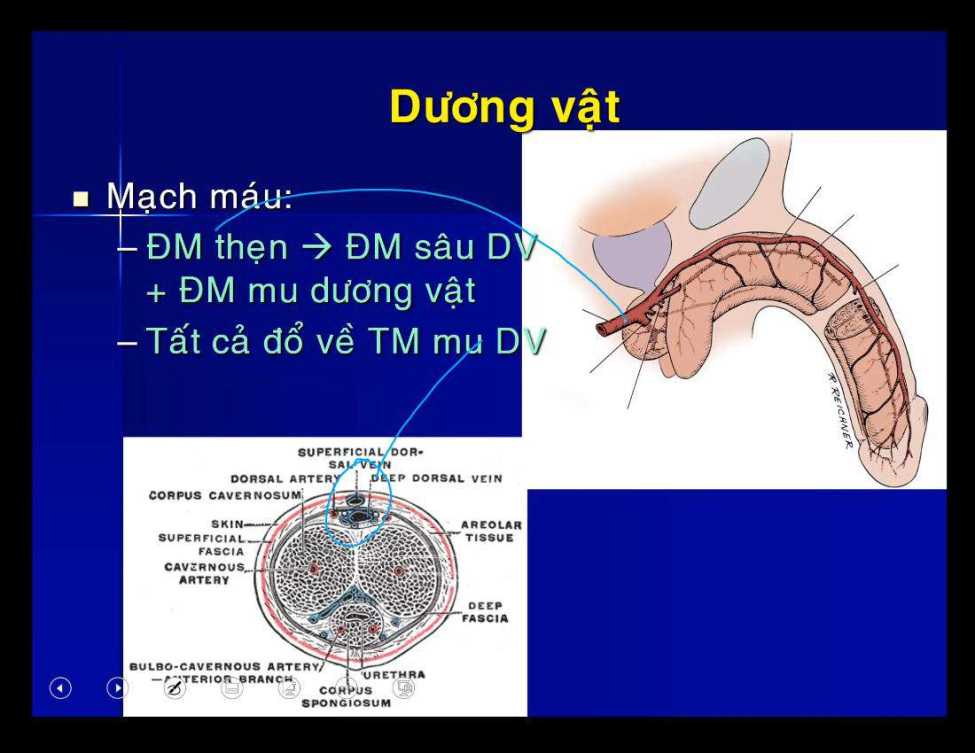 Dương vật
Mạch máu:
– ĐM thẹn → ĐM sâu DV
+ ĐM mu dương vật
– Tất cả đổ về TM mu DV
R REICHNER
SUPERFICIAL DOR-
SAL VEIN
DORSAL ARTERY
DEEP DORSAL VEIN
CORPUS CAVERNOSUM
SKIN
SUPERFICIAL
FASCIA
CAVERNOUS
ARTERY
AREOLAR
TISSUE
DEEP
FASCIA
BULBO-CAVERNOUS ARTERY
—ANTERIOR BRANCH
URETHRA
CORPUS
SPONGIOSUM